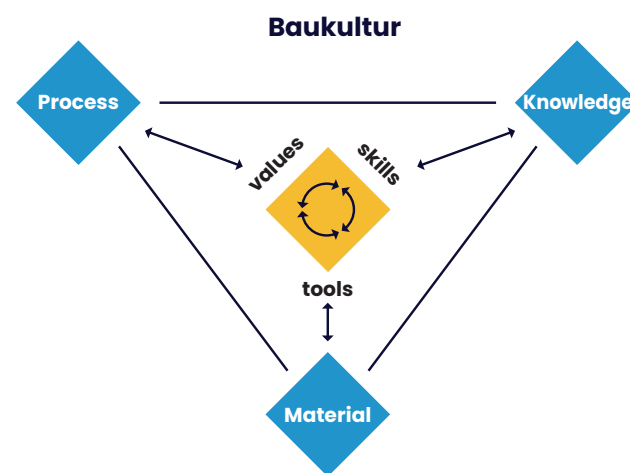 Baukultur
Process
Knowledge
values
skills
tools
Material